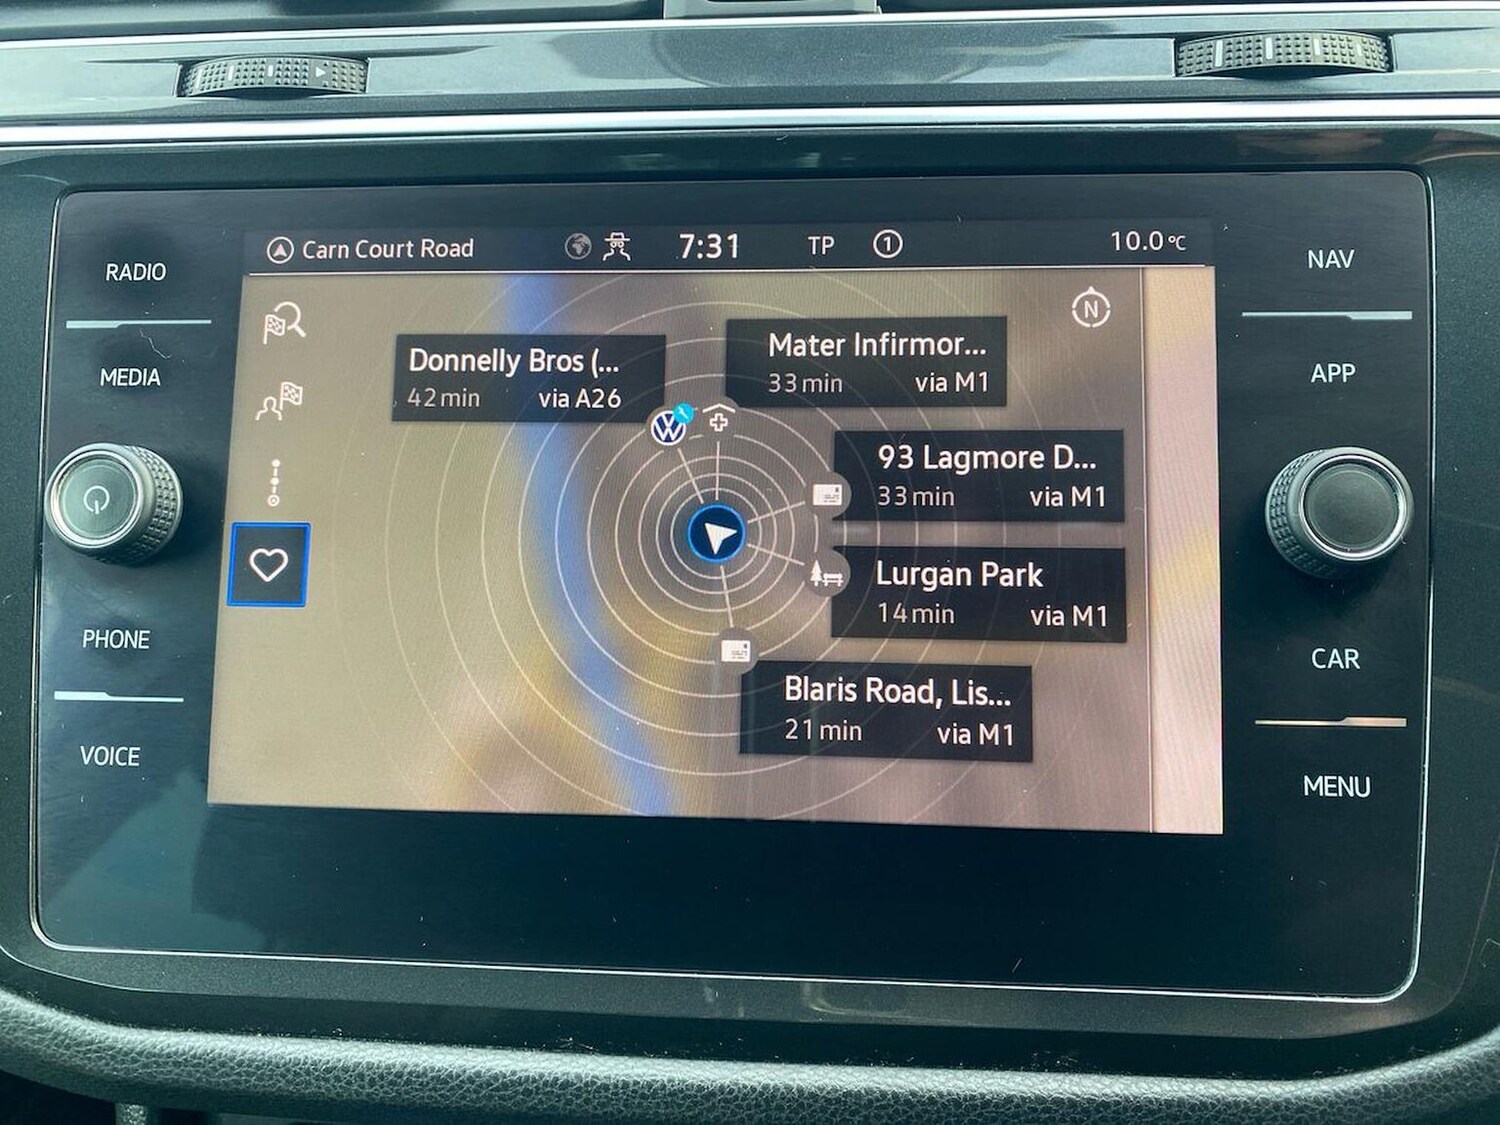 Carn Court Road
7:31
TP
1
10.0°C
RADIO
MEDIA
PHONE
VOICE
NAV
APP
CAR
MENU
N
Donnelly Bros (...
42 min via A26
Mater Infirmor...
33 min via M1
VW
93 Lagmore D...
33 min via M1
Lurgan Park
14 min via M1
Blaris Road, Lis...
21 min via M1